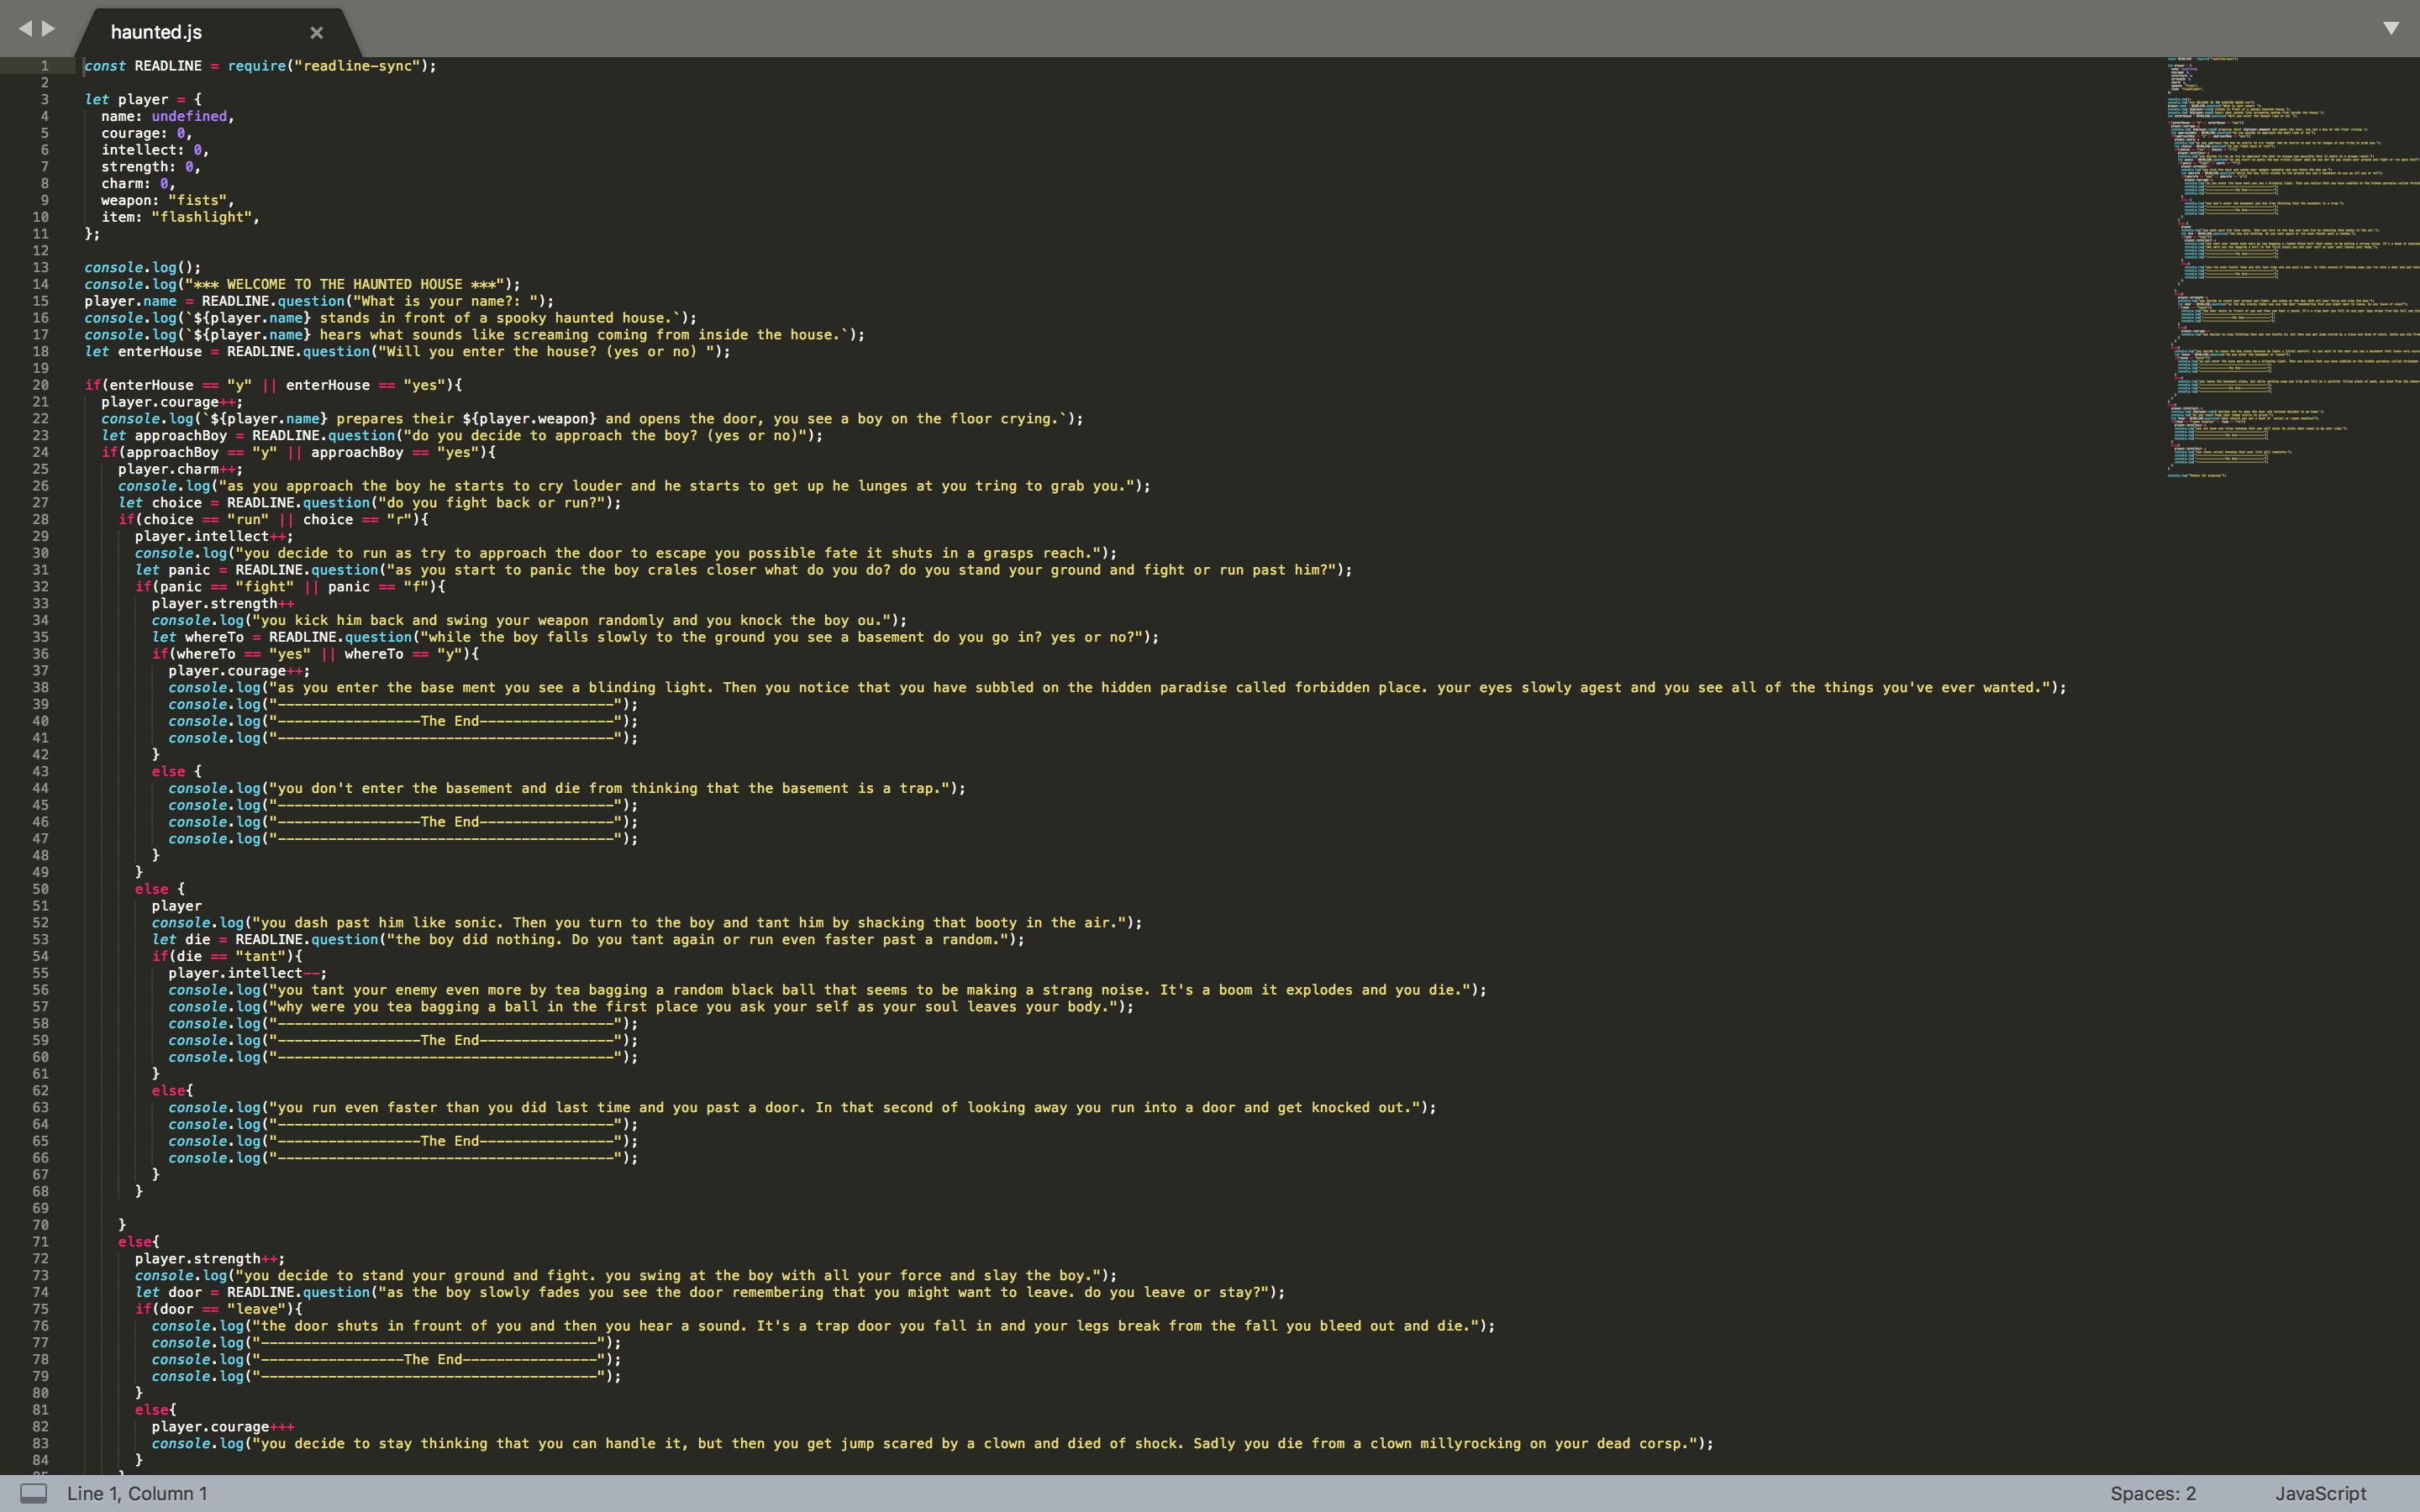 haunted.js ×
1 const READLINE = require("readline-sync");
2
3 let player = {
4 name: undefined,
5 courage: 0,
6 intellect: 0,
7 strength: 0,
8 charm: 0,
9 weapon: "fists",
10 item: "flashlight",
11 };
12
13 console.log();
14 console.log("*** WELCOME TO THE HAUNTED HOUSE ***");
15 player.name = READLINE.question("What is your name?: ");
16 console.log(`${player.name} stands in front of a spooky haunted house.`);
17 console.log(`${player.name} hears what sounds like screaming coming from inside the house.`);
18 let enterHouse = READLINE.question("Will you enter the house? (yes or no) ");
19
20 if(enterHouse == "y" || enterHouse == "yes"){
21 player.courage++;
22 console.log(`${player.name} prepares their ${player.weapon} and opens the door, you see a boy on the floor crying.`);
23 let approachBoy = READLINE.question("do you decide to approach the boy? (yes or no)");
24 if(approachBoy == "y" || approachBoy == "yes"){
25 player.charm++;
26 console.log("as you approach the boy he starts to cry louder and he starts to get up he lunges at you tring to grab you.");
27 let choice = READLINE.question("do you fight back or run?");
28 if(choice == "run" || choice == "r"){
29 player.intellect++;
30 console.log("you decide to run as try to approach the door to escape you possible fate it shuts in a grasps reach.");
31 let panic = READLINE.question("as you start to panic the boy crales closer what do you do? do you stand your ground and fight or run past him?");
32 if(panic == "fight" || panic == "f"){
33 player.strength++
34 console.log("you kick him back and swing your weapon randomly and you knock the boy ou.");
35 let whereTo = READLINE.question("while the boy falls slowly to the ground you see a basement do you go in? yes or no?");
36 if(whereTo == "yes" || whereTo == "y"){
37 player.courage++;
38 console.log("as you enter the base ment you see a blinding light. Then you notice that you have subbled on the hidden paradise called forbidden place. your eyes slowly agest and you see all of the things you've ever wanted.");
39 console.log("----------------------------------------");
40 console.log("-----------------The End----------------");
41 console.log("----------------------------------------");
42 }
43 else {
44 console.log("you don't enter the basement and die from thinking that the basement is a trap.");
45 console.log("----------------------------------------");
46 console.log("-----------------The End----------------");
47 console.log("----------------------------------------");
48 }
49 }
50 else {
51 player
52 console.log("you dash past him like sonic. Then you turn to the boy and tant him by shacking that booty in the air.");
53 let die = READLINE.question("the boy did nothing. Do you tant again or run even faster past a random.");
54 if(die == "tant"){
55 player.intellect--;
56 console.log("you tant your enemy even more by tea bagging a random black ball that seems to be making a strang noise. It's a boom it explodes and you die.");
57 console.log("why were you tea bagging a ball in the first place you ask your self as your soul leaves your body.");
58 console.log("----------------------------------------");
59 console.log("-----------------The End----------------");
60 console.log("----------------------------------------");
61 }
62 else{
63 console.log("you run even faster than you did last time and you past a door. In that second of looking away you run into a door and get knocked out.");
64 console.log("----------------------------------------");
65 console.log("-----------------The End----------------");
66 console.log("----------------------------------------");
67 }
68 }
69
70 }
71 else{
72 player.strength++;
73 console.log("you decide to stand your ground and fight. you swing at the boy with all your force and slay the boy.");
74 let door = READLINE.question("as the boy slowly fades you see the door remembering that you might want to leave. do you leave or stay?");
75 if(door == "leave"){
76 console.log("the door shuts in frount of you and then you hear a sound. It's a trap door you fall in and your legs break from the fall you bleed out and die.");
77 console.log("----------------------------------------");
78 console.log("-----------------The End----------------");
79 console.log("----------------------------------------");
80 }
81 else{
82 player.courage+++
83 console.log("you decide to stay thinking that you can handle it, but then you get jump scared by a clown and died of shock. Sadly you die from a clown millyrocking on your dead corsp.");
84 }
Line 1, Column 1
Spaces: 2
JavaScript